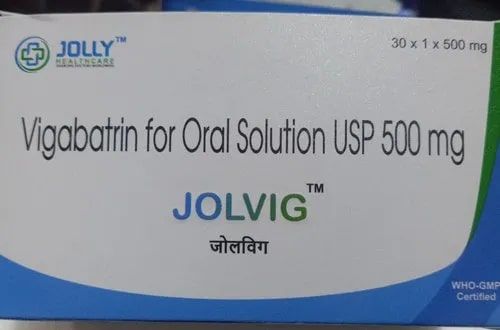 JOLLY™
HEALTHCARE
30 x 1 x 500 mg
Vigabatrin for Oral Solution USP 500 mg
JOLVIG™
जोलविग
WHO-GMP
Certified